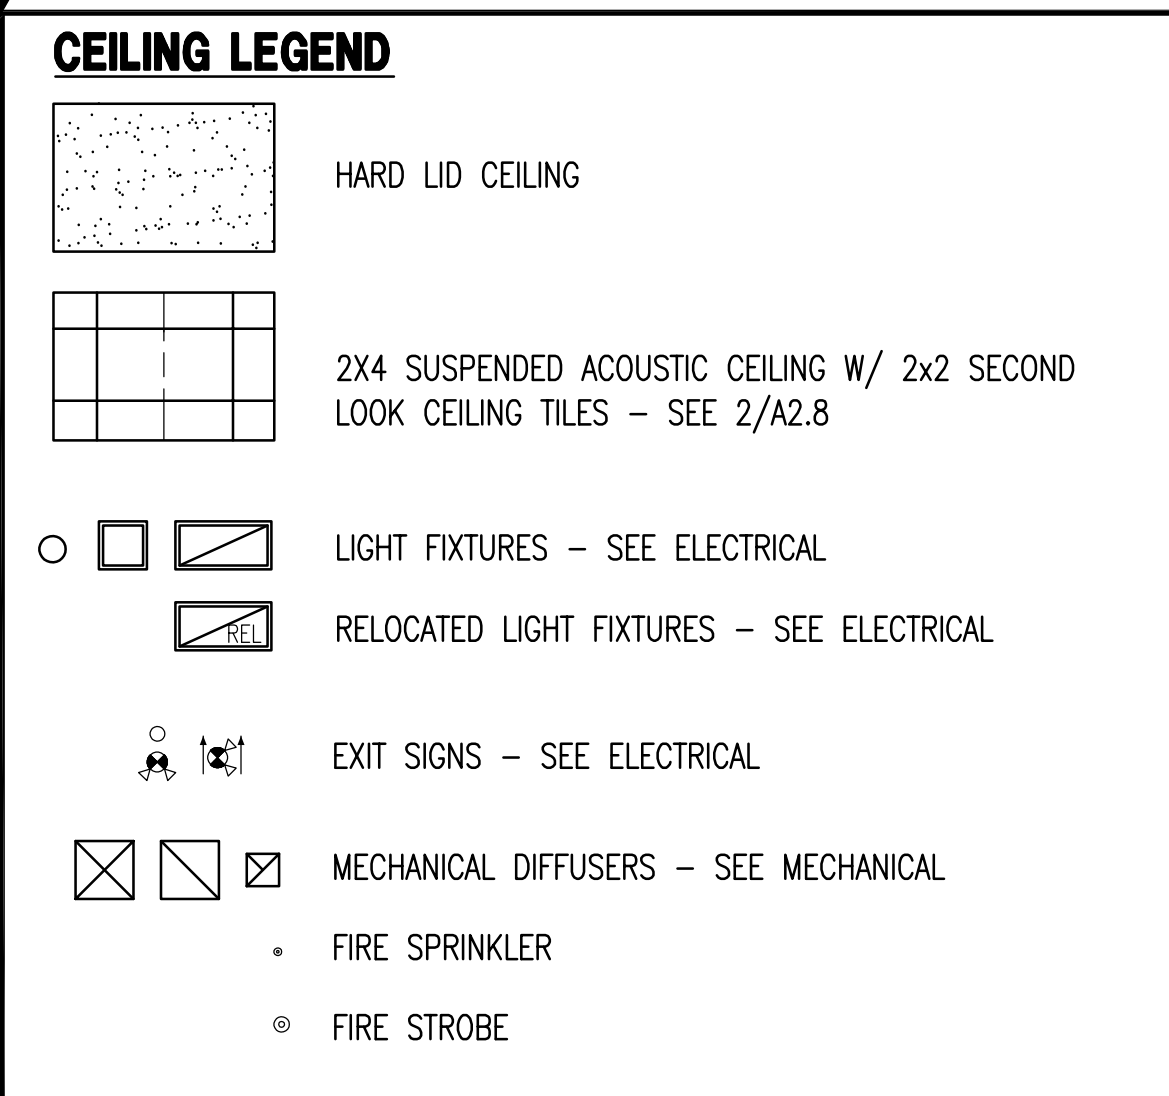 CEILING LEGEND
HARD LID CEILING
2X4 SUSPENDED ACOUSTIC CEILING W/ 2x2 SECOND
LOOK CEILING TILES – SEE 2/A2.8
LIGHT FIXTURES – SEE ELECTRICAL
REL
RELOCATED LIGHT FIXTURES – SEE ELECTRICAL
EXIT SIGNS – SEE ELECTRICAL
MECHANICAL DIFFUSERS – SEE MECHANICAL
FIRE SPRINKLER
FIRE STROBE